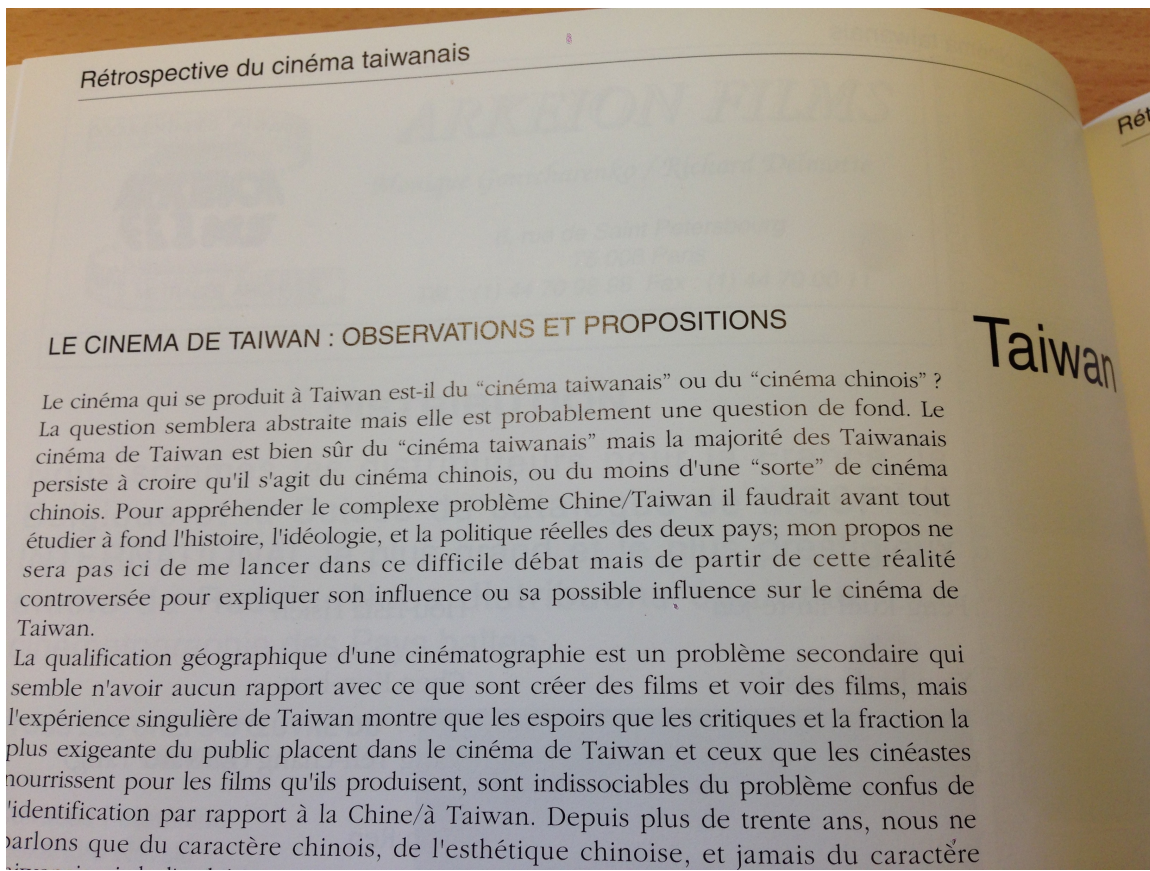 Rétrospective du cinéma taiwanais
Rét
ARKEION FILMS
LE CINEMA DE TAIWAN : OBSERVATIONS ET PROPOSITIONS
Taiwan
Le cinéma qui se produit à Taiwan est-il du “cinéma taiwanais” ou du “cinéma chinois” ?
La question semblera abstraite mais elle est probablement une question de fond. Le
cinéma de Taiwan est bien sûr du “cinéma taiwanais” mais la majorité des Taiwanais
persiste à croire qu'il s'agit du cinéma chinois, ou du moins d'une “sorte” de cinéma
chinois. Pour appréhender le complexe problème Chine/Taiwan il faudrait avant tout
étudier à fond l'histoire, l'idéologie, et la politique réelles des deux pays; mon propos ne
sera pas ici de me lancer dans ce difficile débat mais de partir de cette réalité
controversée pour expliquer son influence ou sa possible influence sur le cinéma de
Taiwan.
La qualification géographique d'une cinématographie est un problème secondaire qui
semble n'avoir aucun rapport avec ce que sont créer des films et voir des films, mais
l'expérience singulière de Taiwan montre que les espoirs que les critiques et la fraction la
plus exigeante du public placent dans le cinéma de Taiwan et ceux que les cinéastes
nourrissent pour les films qu'ils produisent, sont indissociables du problème confus de
'identification par rapport à la Chine/à Taiwan. Depuis plus de trente ans, nous ne
parlons que du caractère chinois, de l'esthétique chinoise, et jamais du caractère